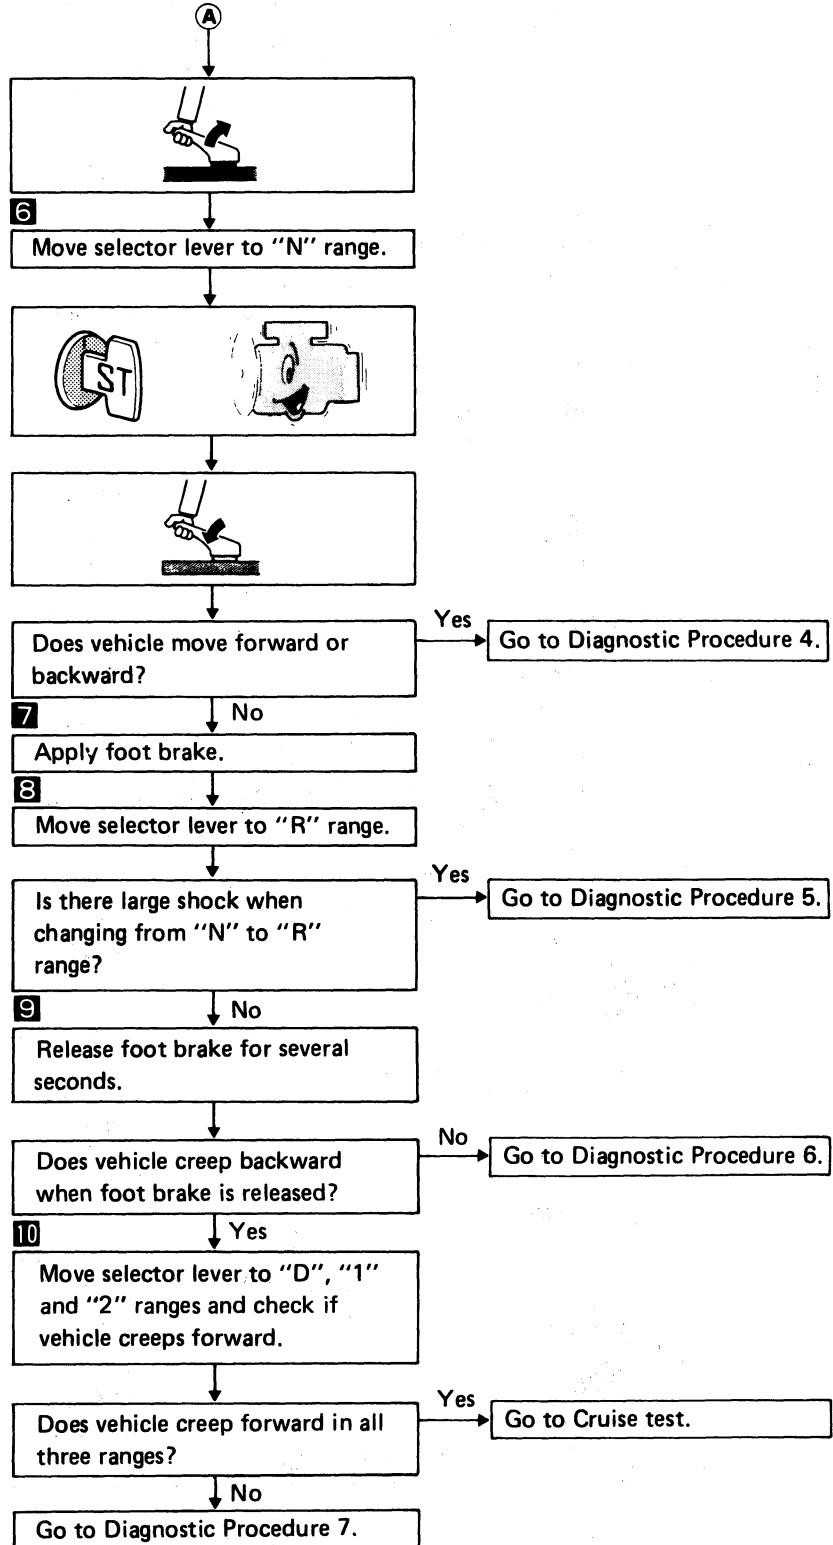 A
6
Move selector lever to “N” range.
ST
Does vehicle move forward or
backward?
Yes
Go to Diagnostic Procedure 4.
7
No
Apply foot brake.
8
Move selector lever to “R” range.
Is there large shock when
changing from “N” to “R”
range?
Yes
Go to Diagnostic Procedure 5.
9
No
Release foot brake for several
seconds.
Does vehicle creep backward
when foot brake is released?
No
Go to Diagnostic Procedure 6.
10
Yes
Move selector lever to “D”, “1”
and “2” ranges and check if
vehicle creeps forward.
Does vehicle creep forward in all
three ranges?
Yes
Go to Cruise test.
No
Go to Diagnostic Procedure 7.